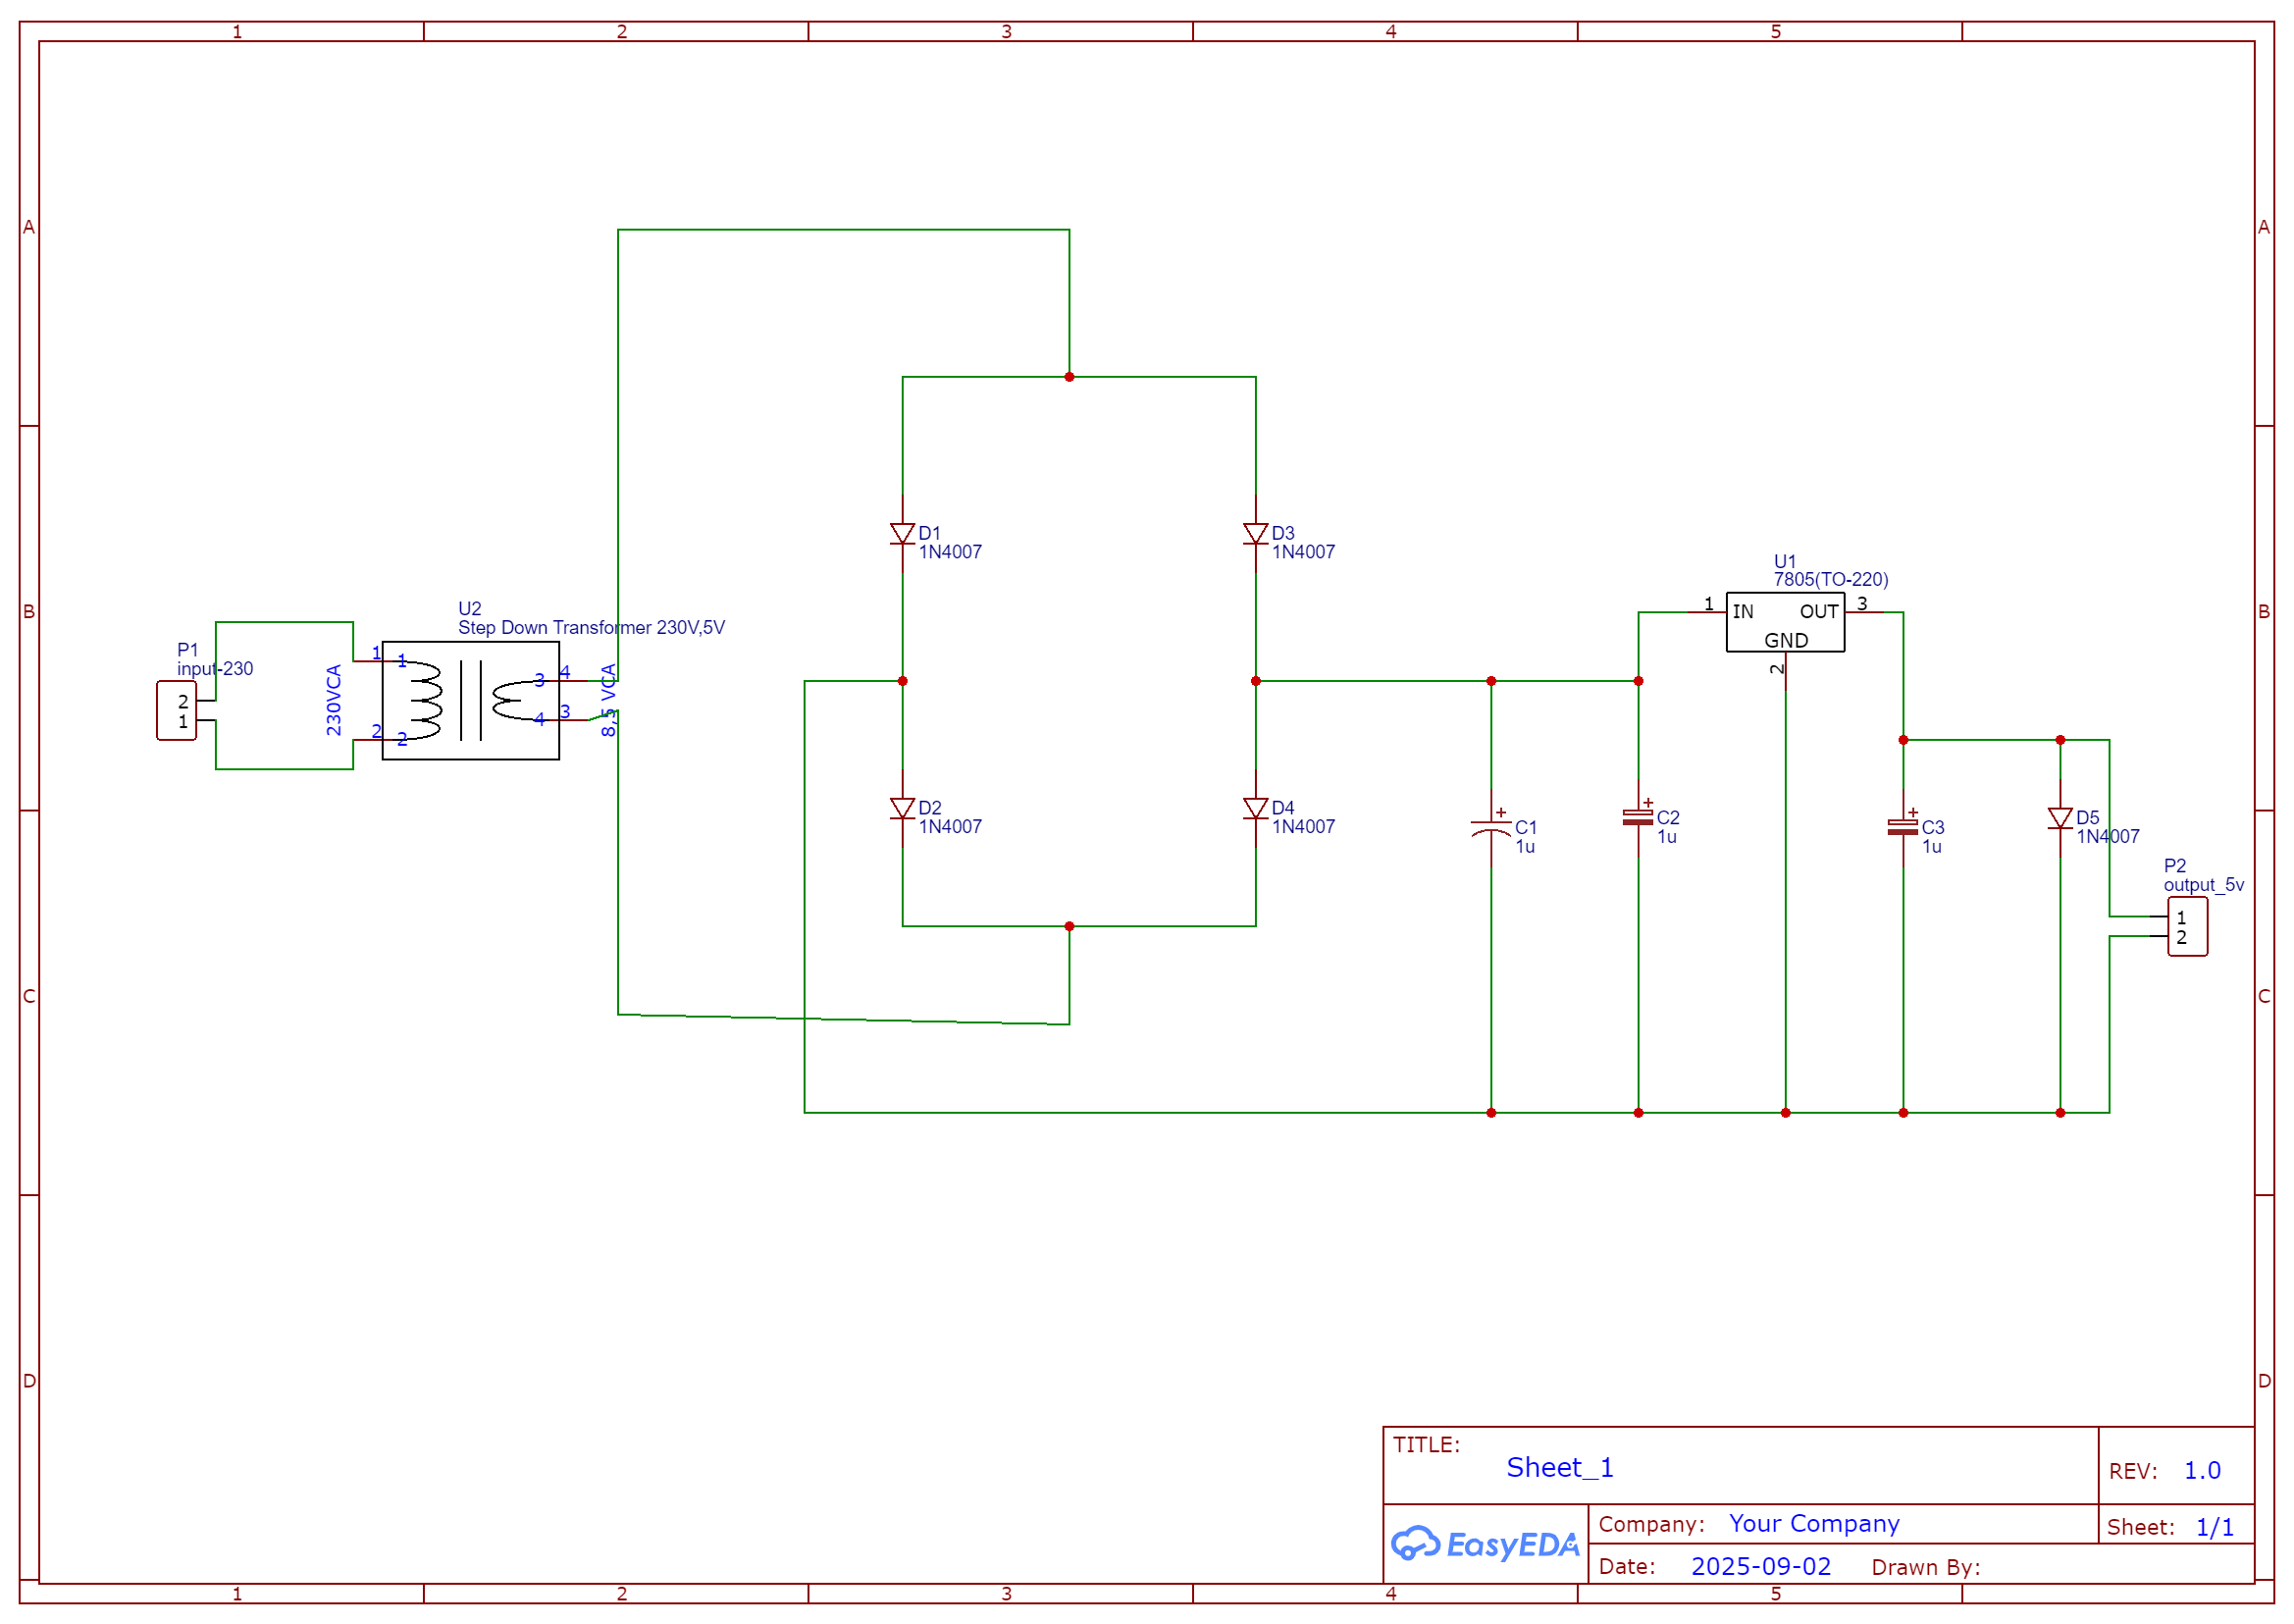 1 2 3 4 5
A A
B B
C C
D D
P1
input-230
2
1
230VCA
U2
Step Down Transformer 230V,5V
1 1
2 2
3 4
4 3
8,5 VCA
D1
1N4007
D3
1N4007
D2
1N4007
D4
1N4007
U1
7805(TO-220)
1 IN OUT 3
GND
2
+
C1
1u
+
C2
1u
+
C3
1u
D5
1N4007
P2
output_5v
1
2
TITLE:
Sheet_1
REV: 1.0
EasyEDA
Company: Your Company
Sheet: 1/1
Date: 2025-09-02 Drawn By:
1 2 3 4 5